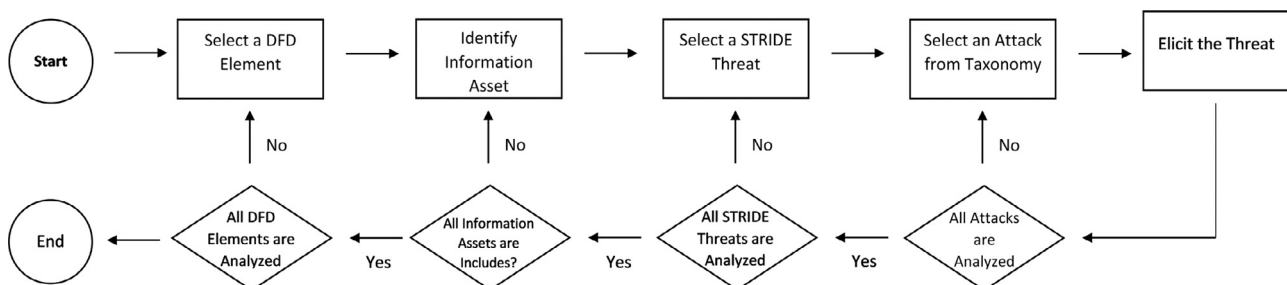 Start
Select a DFD
Element
Identify
Information
Asset
Select a STRIDE
Threat
Select an Attack
from Taxonomy
Elicit the Threat
No
No
No
No
End
All DFD
Elements are
Analyzed
Yes
All Information
Assets are
Includes?
Yes
All STRIDE
Threats are
Analyzed
Yes
All Attacks
are
Analyzed